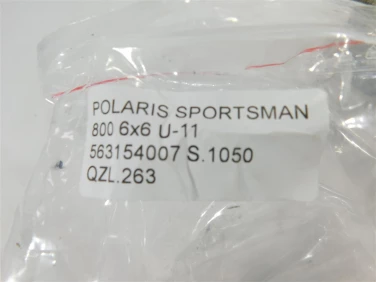 POLARIS SPORTSMAN
800 6x6 U-11
563154007 S.1050
QZL.263